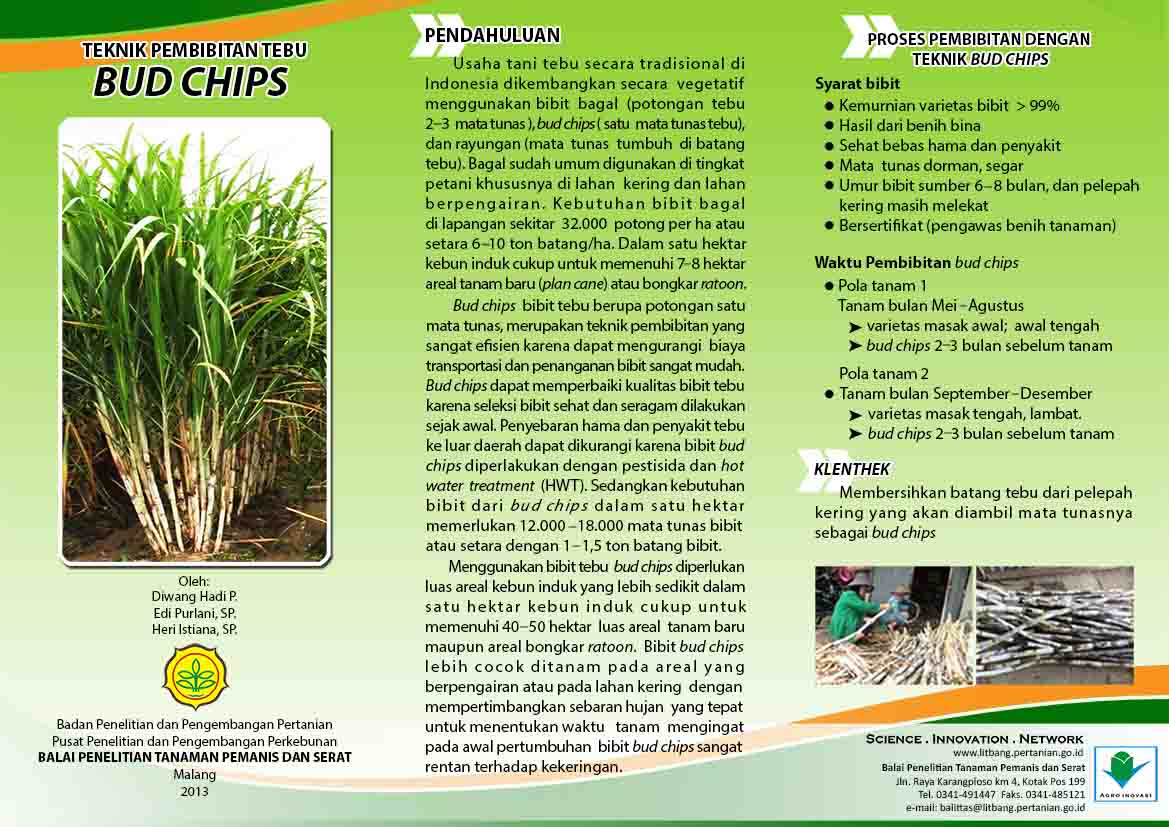 TEKNIK PEMBIBITAN TEBU
BUD CHIPS
Oleh:
Diwang Hadi P.
Edi Purlani, SP.
Heri Istiana, SP.
Badan Penelitian dan Pengembangan Pertanian
Pusat Penelitian dan Pengembangan Perkebunan
BALAI PENELITIAN TANAMAN PEMANIS DAN SERAT
Malang
2013
PENDAHULUAN
Usaha tani tebu secara tradisional di
Indonesia dikembangkan secara vegetatif
menggunakan bibit bagal (potongan tebu
2–3 mata tunas ), bud chips ( satu mata tunas tebu),
dan rayungan (mata tunas tumbuh di batang
tebu). Bagal sudah umum digunakan di tingkat
petani khususnya di lahan kering dan lahan
berpengairan. Kebutuhan bibit bagal
di lapangan sekitar 32.000 potong per ha atau
setara 6–10 ton batang/ha. Dalam satu hektar
kebun induk cukup untuk memenuhi 7–8 hektar
areal tanam baru (plan cane) atau bongkar ratoon.
Bud chips bibit tebu berupa potongan satu
mata tunas, merupakan teknik pembibitan yang
sangat efisien karena dapat mengurangi biaya
transportasi dan penanganan bibit sangat mudah.
Bud chips dapat memperbaiki kualitas bibit tebu
karena seleksi bibit sehat dan seragam dilakukan
sejak awal. Penyebaran hama dan penyakit tebu
ke luar daerah dapat dikurangi karena bibit bud
chips diperlakukan dengan pestisida dan hot
water treatment (HWT). Sedangkan kebutuhan
bibit dari bud chips dalam satu hektar
memerlukan 12.000 –18.000 mata tunas bibit
atau setara dengan 1– 1,5 ton batang bibit.
Menggunakan bibit tebu bud chips diperlukan
luas areal kebun induk yang lebih sedikit dalam
satu hektar kebun induk cukup untuk
memenuhi 40–50 hektar luas areal tanam baru
maupun areal bongkar ratoon. Bibit bud chips
lebih cocok ditanam pada areal yang
berpengairan atau pada lahan kering dengan
mempertimbangkan sebaran hujan yang tepat
untuk menentukan waktu tanam mengingat
pada awal pertumbuhan bibit bud chips sangat
rentan terhadap kekeringan.
PROSES PEMBIBITAN DENGAN
TEKNIK BUD CHIPS
Syarat bibit
● Kemurnian varietas bibit > 99%
● Hasil dari benih bina
● Sehat bebas hama dan penyakit
● Mata tunas dorman, segar
● Umur bibit sumber 6–8 bulan, dan pelepah
kering masih melekat
● Bersertifikat (pengawas benih tanaman)
Waktu Pembibitan bud chips
● Pola tanam 1
Tanam bulan Mei –Agustus
➤ varietas masak awal; awal tengah
➤ bud chips 2–3 bulan sebelum tanam
Pola tanam 2
● Tanam bulan September–Desember
➤ varietas masak tengah, lambat.
➤ bud chips 2–3 bulan sebelum tanam
KLENTHEK
Membersihkan batang tebu dari pelepah
kering yang akan diambil mata tunasnya
sebagai bud chips
Science . Innovation . Network
www.litbang.pertanian.go.id
Balai Penelitian Tanaman Pemanis dan Serat
Jln. Raya Karangploso km 4, Kotak Pos 199
Tel. 0341-491447 Faks. 0341-485121
e-mail: balittas@litbang.pertanian.go.id
AGRO INOVASI